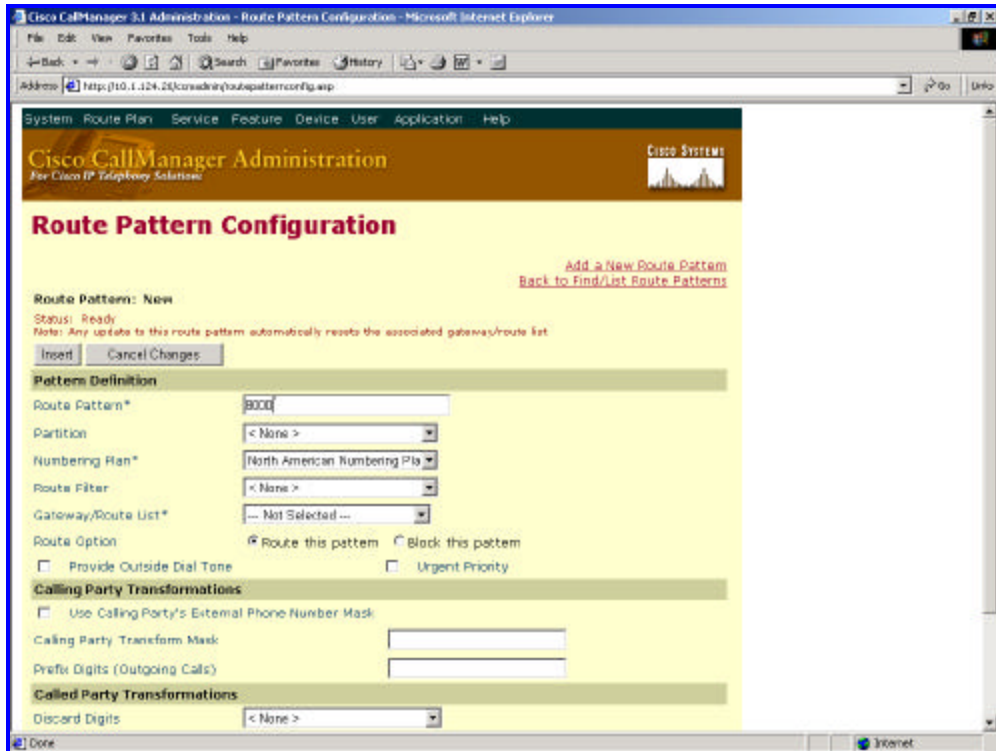 Cisco CallManager 3.1 Administration - Route Pattern Configuration - Microsoft Internet Explorer
File Edit View Favorites Tools Help
Back Search Favorites History
Address http://10.1.124.28/ccmadmin/routepatternconfig.asp Go Links
System Route Plan Service Feature Device User Application Help
Cisco CallManager Administration
For Cisco IP Telephony Solutions
CISCO SYSTEMS
Route Pattern Configuration
Add a New Route Pattern
Back to Find/List Route Patterns
Route Pattern: New
Status: Ready
Note: Any update to this route pattern automatically resets the associated gateway/route list
Insert Cancel Changes
Pattern Definition
Route Pattern* 8000
Partition < None >
Numbering Plan* North American Numbering Pla
Route Filter < None >
Gateway/Route List* --- Not Selected ---
Route Option Route this pattern Block this pattern
Provide Outside Dial Tone Urgent Priority
Calling Party Transformations
Use Calling Party's External Phone Number Mask
Calling Party Transform Mask
Prefix Digits (Outgoing Calls)
Called Party Transformations
Discard Digits < None >
Done Internet